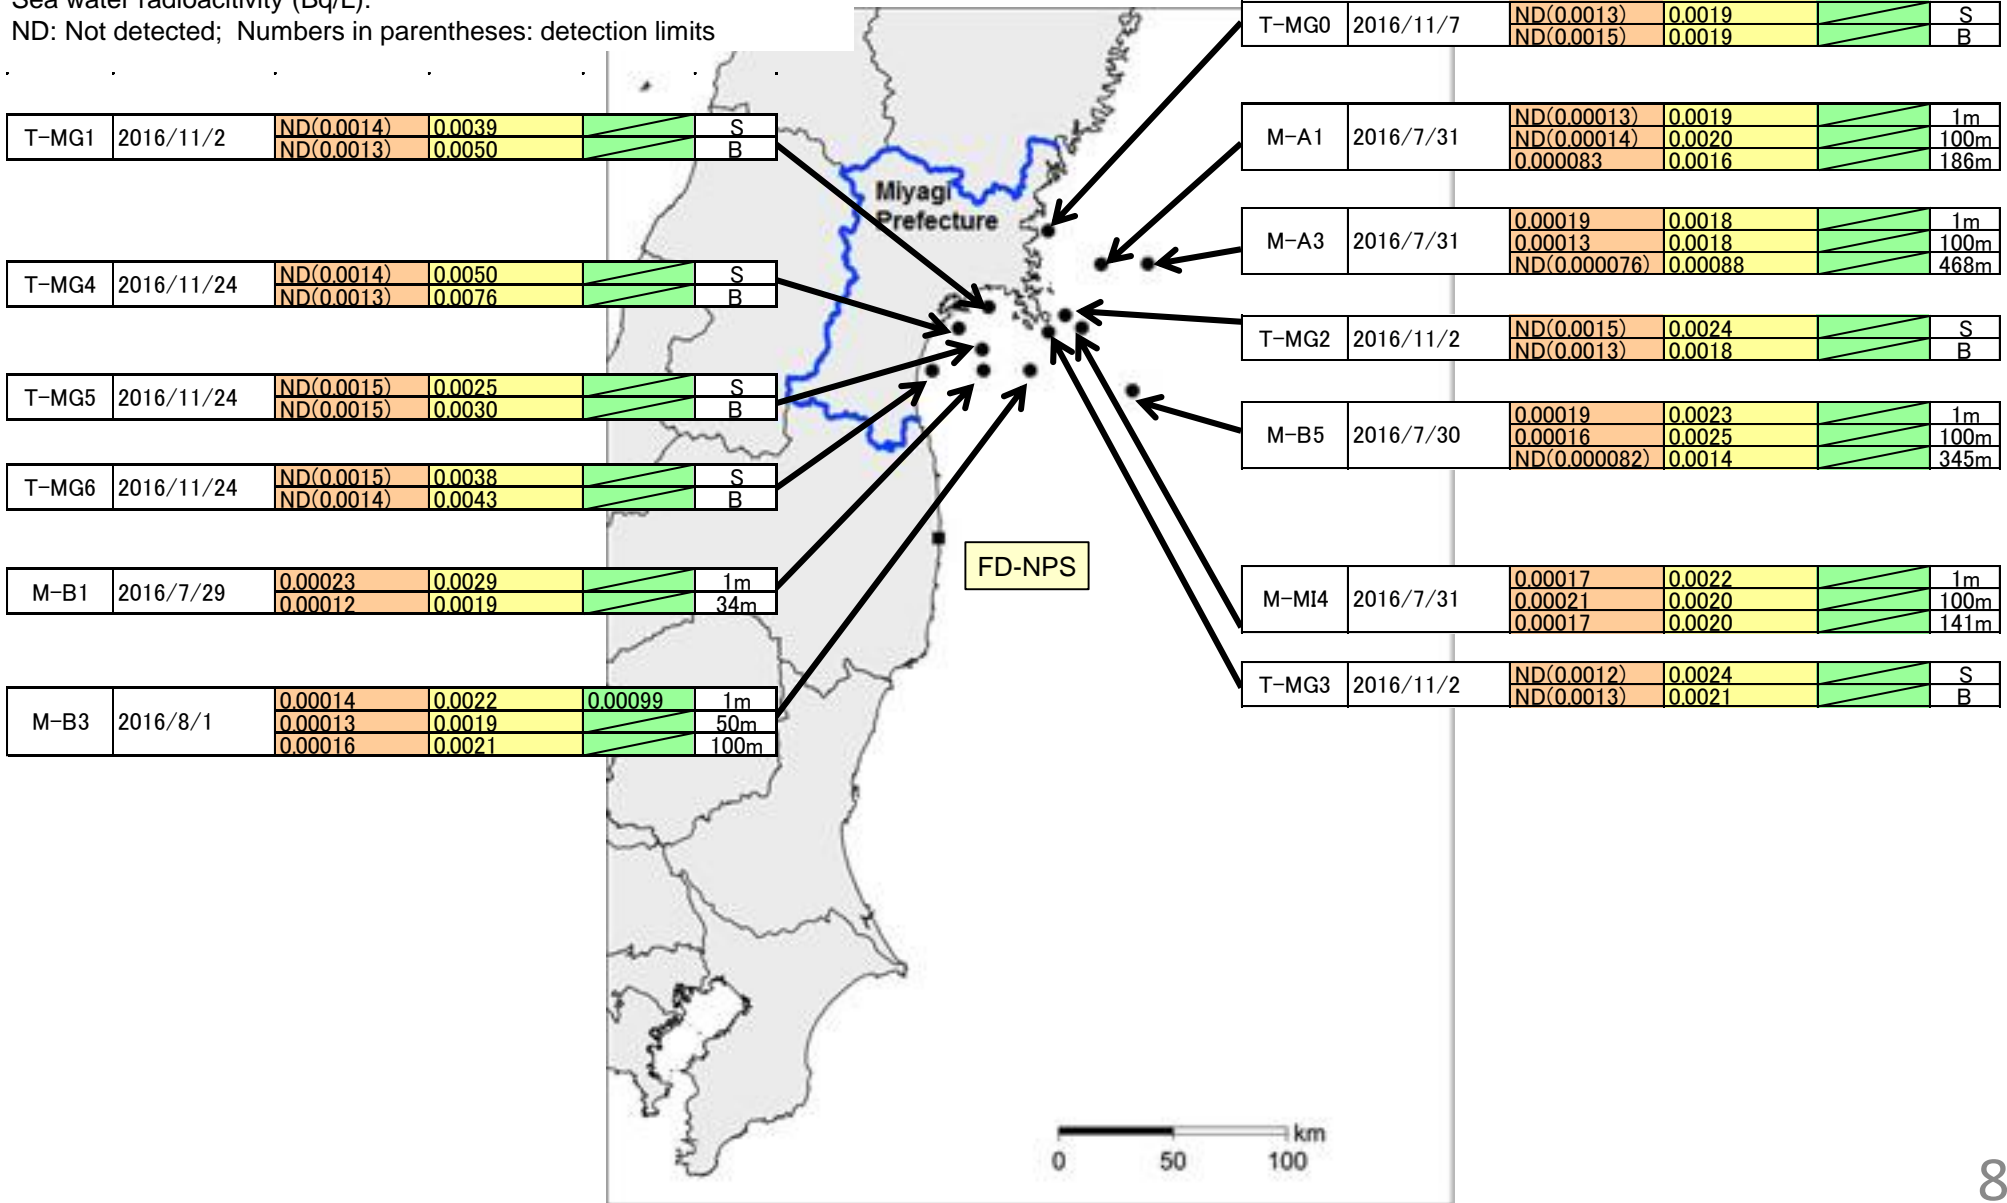 Sea water radioacitivity (Bq/L).
ND: Not detected; Numbers in parentheses: detection limits
T-MG1 2016/11/2 ND(0.0014) 0.0039 S
ND(0.0013) 0.0050 B
T-MG4 2016/11/24 ND(0.0014) 0.0050 S
ND(0.0013) 0.0076 B
T-MG5 2016/11/24 ND(0.0015) 0.0025 S
ND(0.0015) 0.0030 B
T-MG6 2016/11/24 ND(0.0015) 0.0038 S
ND(0.0014) 0.0043 B
M-B1 2016/7/29 0.00023 0.0029 1m
0.00012 0.0019 34m
M-B3 2016/8/1 0.00014 0.0022 0.00099 1m
0.00013 0.0019 50m
0.00016 0.0021 100m
Miyagi
Prefecture
FD-NPS
T-MG0 2016/11/7 ND(0.0013) 0.0019 S
ND(0.0015) 0.0019 B
M-A1 2016/7/31 ND(0.00013) 0.0019 1m
ND(0.00014) 0.0020 100m
0.000083 0.0016 186m
M-A3 2016/7/31 0.00019 0.0018 1m
0.00013 0.0018 100m
ND(0.000076) 0.00088 468m
T-MG2 2016/11/2 ND(0.0015) 0.0024 S
ND(0.0013) 0.0018 B
M-B5 2016/7/30 0.00019 0.0023 1m
0.00016 0.0025 100m
ND(0.000082) 0.0014 345m
M-MI4 2016/7/31 0.00017 0.0022 1m
0.00021 0.0020 100m
0.00017 0.0020 141m
T-MG3 2016/11/2 ND(0.0012) 0.0024 S
ND(0.0013) 0.0021 B
km
0 50 100
8